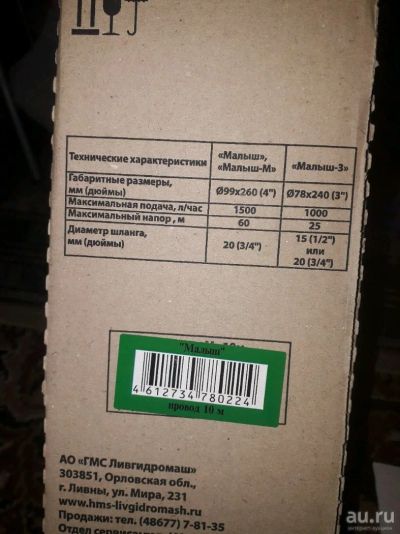 Технические характеристики
«Малыш»,
«Малыш-М»
«Малыш-3»
Габаритные размеры,
мм (дюймы)
Ø99x260 (4")
Ø78x240 (3")
Максимальная подача, л/час
1500
1000
Максимальный напор, м
60
25
Диаметр шланга,
мм (дюймы)
20 (3/4")
15 (1/2")
или
20 (3/4")
"Малыш"
4 612734 780224
провод 10 м
АО «ГМС Ливгидромаш»
303851, Орловская обл.,
г. Ливны, ул. Мира, 231
www.hms-livgidromash.ru
Продажи: тел. (48677) 7-81-35
au.ru
интернет-аукцион